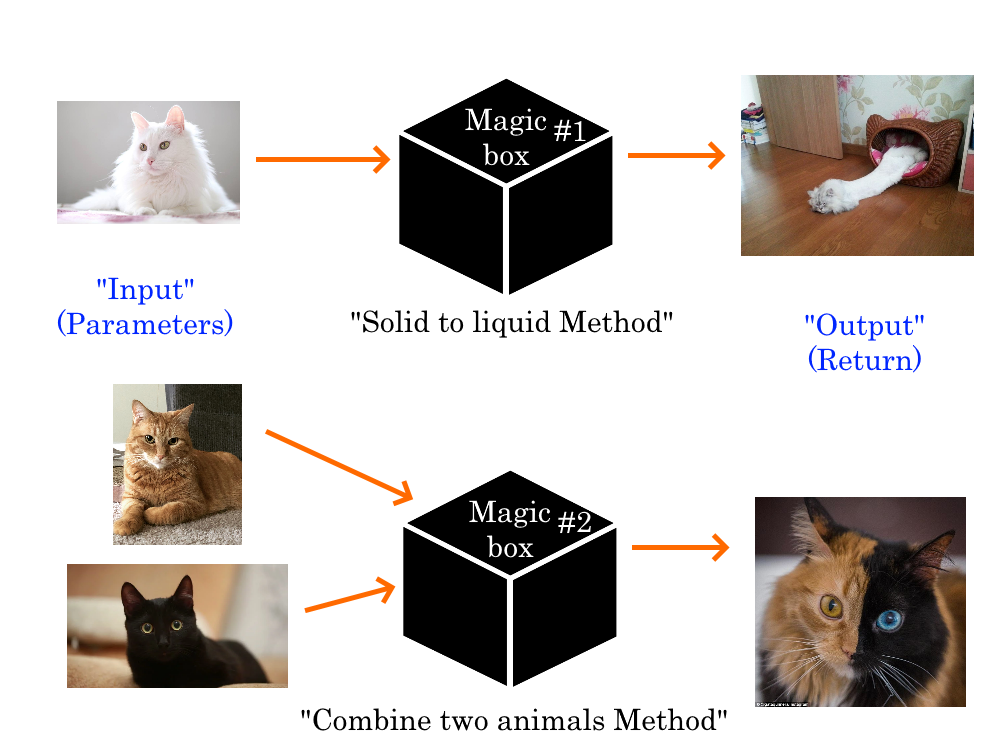 Magic #1
box
"Input"
(Parameters)
"Solid to liquid Method"
"Output"
(Return)
Magic #2
box
"Combine two animals Method"